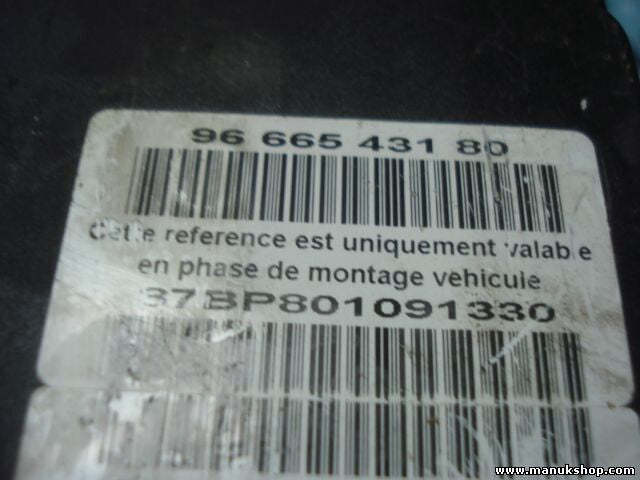 96 665 431 80
Cette reference est uniquement valable
en phase de montage vehicule
37BP801091330
www.manukshop.com